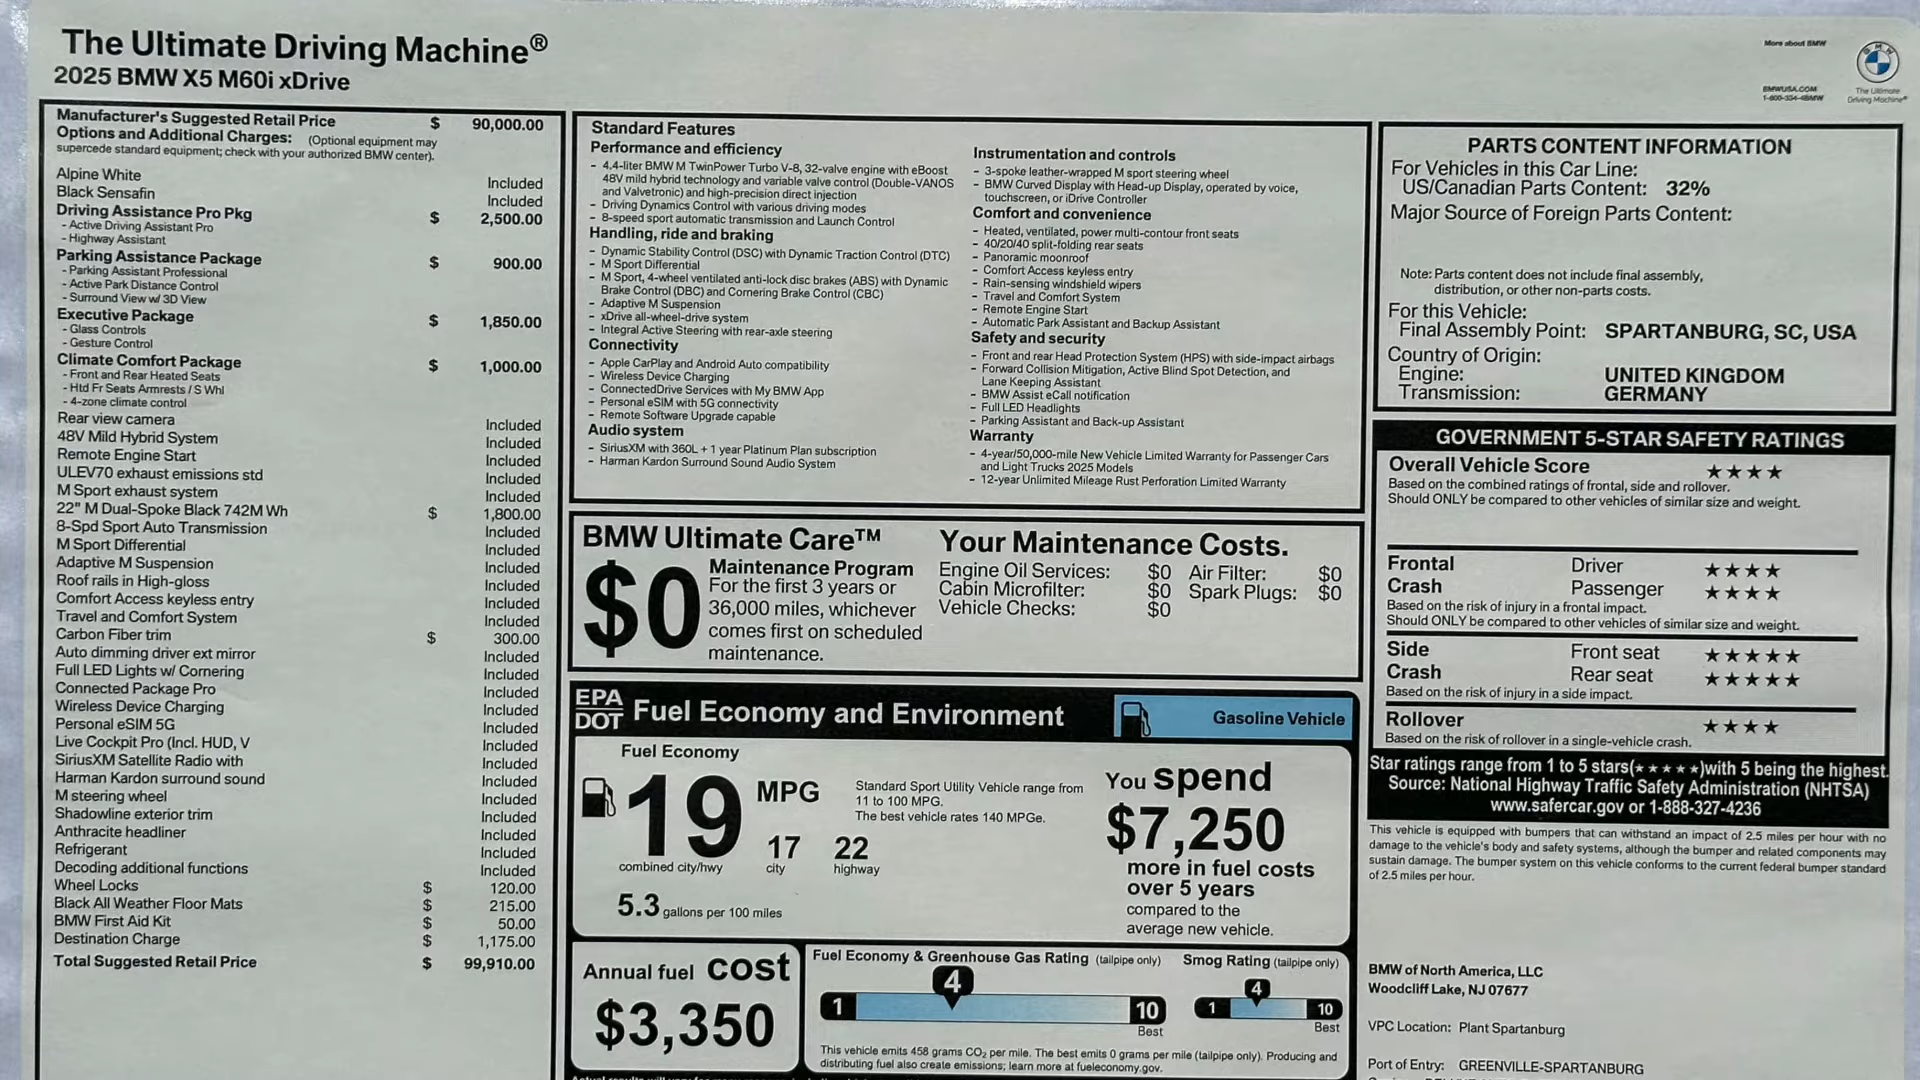 The Ultimate Driving Machine®
2025 BMW X5 M60i xDrive
More about BMW
BMWUSA.COM
1-800-334-4BMW
BMW
The Ultimate
Driving Machine®
Manufacturer's Suggested Retail Price $ 90,000.00
Options and Additional Charges: (Optional equipment may
supercede standard equipment; check with your authorized BMW center).
Alpine White Included
Black Sensafin Included
Driving Assistance Pro Pkg $ 2,500.00
- Active Driving Assistant Pro
- Highway Assistant
Parking Assistance Package $ 900.00
- Parking Assistant Professional
- Active Park Distance Control
- Surround View w/ 3D View
Executive Package $ 1,850.00
- Glass Controls
- Gesture Control
Climate Comfort Package $ 1,000.00
- Front and Rear Heated Seats
- Htd Fr Seats Armrests / S Whl
- 4-zone climate control
Rear view camera Included
48V Mild Hybrid System Included
Remote Engine Start Included
ULEV70 exhaust emissions std Included
M Sport exhaust system Included
22" M Dual-Spoke Black 742M Wh $ 1,800.00
8-Spd Sport Auto Transmission Included
M Sport Differential Included
Adaptive M Suspension Included
Roof rails in High-gloss Included
Comfort Access keyless entry Included
Travel and Comfort System Included
Carbon Fiber trim $ 300.00
Auto dimming driver ext mirror Included
Full LED Lights w/ Cornering Included
Connected Package Pro Included
Wireless Device Charging Included
Personal eSIM 5G Included
Live Cockpit Pro (Incl. HUD, V Included
SiriusXM Satellite Radio with Included
Harman Kardon surround sound Included
M steering wheel Included
Shadowline exterior trim Included
Anthracite headliner Included
Refrigerant Included
Decoding additional functions Included
Wheel Locks $ 120.00
Black All Weather Floor Mats $ 215.00
BMW First Aid Kit $ 50.00
Destination Charge $ 1,175.00
Total Suggested Retail Price $ 99,910.00
Standard Features
Performance and efficiency
- 4.4-liter BMW M TwinPower Turbo V-8, 32-valve engine with eBoost
48V mild hybrid technology and variable valve control (Double-VANOS
and Valvetronic) and high-precision direct injection
- Driving Dynamics Control with various driving modes
- 8-speed sport automatic transmission and Launch Control
Handling, ride and braking
- Dynamic Stability Control (DSC) with Dynamic Traction Control (DTC)
- M Sport Differential
- M Sport, 4-wheel ventilated anti-lock disc brakes (ABS) with Dynamic
Brake Control (DBC) and Cornering Brake Control (CBC)
- Adaptive M Suspension
- xDrive all-wheel-drive system
- Integral Active Steering with rear-axle steering
Connectivity
- Apple CarPlay and Android Auto compatibility
- Wireless Device Charging
- ConnectedDrive Services with My BMW App
- Personal eSIM with 5G connectivity
- Remote Software Upgrade capable
Audio system
- SiriusXM with 360L + 1 year Platinum Plan subscription
- Harman Kardon Surround Sound Audio System
Instrumentation and controls
- 3-spoke leather-wrapped M sport steering wheel
- BMW Curved Display with Head-up Display, operated by voice,
touchscreen, or iDrive Controller
Comfort and convenience
- Heated, ventilated, power multi-contour front seats
- 40/20/40 split-folding rear seats
- Panoramic moonroof
- Comfort Access keyless entry
- Rain-sensing windshield wipers
- Travel and Comfort System
- Remote Engine Start
- Automatic Park Assistant and Backup Assistant
Safety and security
- Front and rear Head Protection System (HPS) with side-impact airbags
- Forward Collision Mitigation, Active Blind Spot Detection, and
Lane Keeping Assistant
- BMW Assist eCall notification
- Full LED Headlights
- Parking Assistant and Back-up Assistant
Warranty
- 4-year/50,000-mile New Vehicle Limited Warranty for Passenger Cars
and Light Trucks 2025 Models
- 12-year Unlimited Mileage Rust Perforation Limited Warranty
BMW Ultimate Care™
$0
Maintenance Program
For the first 3 years or
36,000 miles, whichever
comes first on scheduled
maintenance.
Your Maintenance Costs.
Engine Oil Services: $0 Air Filter: $0
Cabin Microfilter: $0 Spark Plugs: $0
Vehicle Checks: $0
EPA
DOT
Fuel Economy and Environment
Gasoline Vehicle
Fuel Economy
19 MPG
combined city/hwy
17 city
22 highway
5.3 gallons per 100 miles
Standard Sport Utility Vehicle range from
11 to 100 MPG.
The best vehicle rates 140 MPGe.
You spend
$7,250
more in fuel costs
over 5 years
compared to the
average new vehicle.
Annual fuel cost
$3,350
Fuel Economy & Greenhouse Gas Rating (tailpipe only)
1 4 10
Best
Smog Rating (tailpipe only)
1 4 10
Best
This vehicle emits 458 grams CO₂ per mile. The best emits 0 grams per mile (tailpipe only). Producing and
distributing fuel also create emissions; learn more at fueleconomy.gov.
PARTS CONTENT INFORMATION
For Vehicles in this Car Line:
US/Canadian Parts Content: 32%
Major Source of Foreign Parts Content:
Note: Parts content does not include final assembly,
distribution, or other non-parts costs.
For this Vehicle:
Final Assembly Point: SPARTANBURG, SC, USA
Country of Origin:
Engine: UNITED KINGDOM
Transmission: GERMANY
GOVERNMENT 5-STAR SAFETY RATINGS
Overall Vehicle Score ★★★★
Based on the combined ratings of frontal, side and rollover.
Should ONLY be compared to other vehicles of similar size and weight.
Frontal Driver ★★★★
Crash Passenger ★★★★
Based on the risk of injury in a frontal impact.
Should ONLY be compared to other vehicles of similar size and weight.
Side Front seat ★★★★★
Crash Rear seat ★★★★★
Based on the risk of injury in a side impact.
Rollover ★★★★
Based on the risk of rollover in a single-vehicle crash.
Star ratings range from 1 to 5 stars(★★★★★)with 5 being the highest.
Source: National Highway Traffic Safety Administration (NHTSA)
www.safercar.gov or 1-888-327-4236
This vehicle is equipped with bumpers that can withstand an impact of 2.5 miles per hour with no
damage to the vehicle's body and safety systems, although the bumper and related components may
sustain damage. The bumper system on this vehicle conforms to the current federal bumper standard
of 2.5 miles per hour.
BMW of North America, LLC
Woodcliff Lake, NJ 07677
VPC Location: Plant Spartanburg
Port of Entry: GREENVILLE-SPARTANBURG